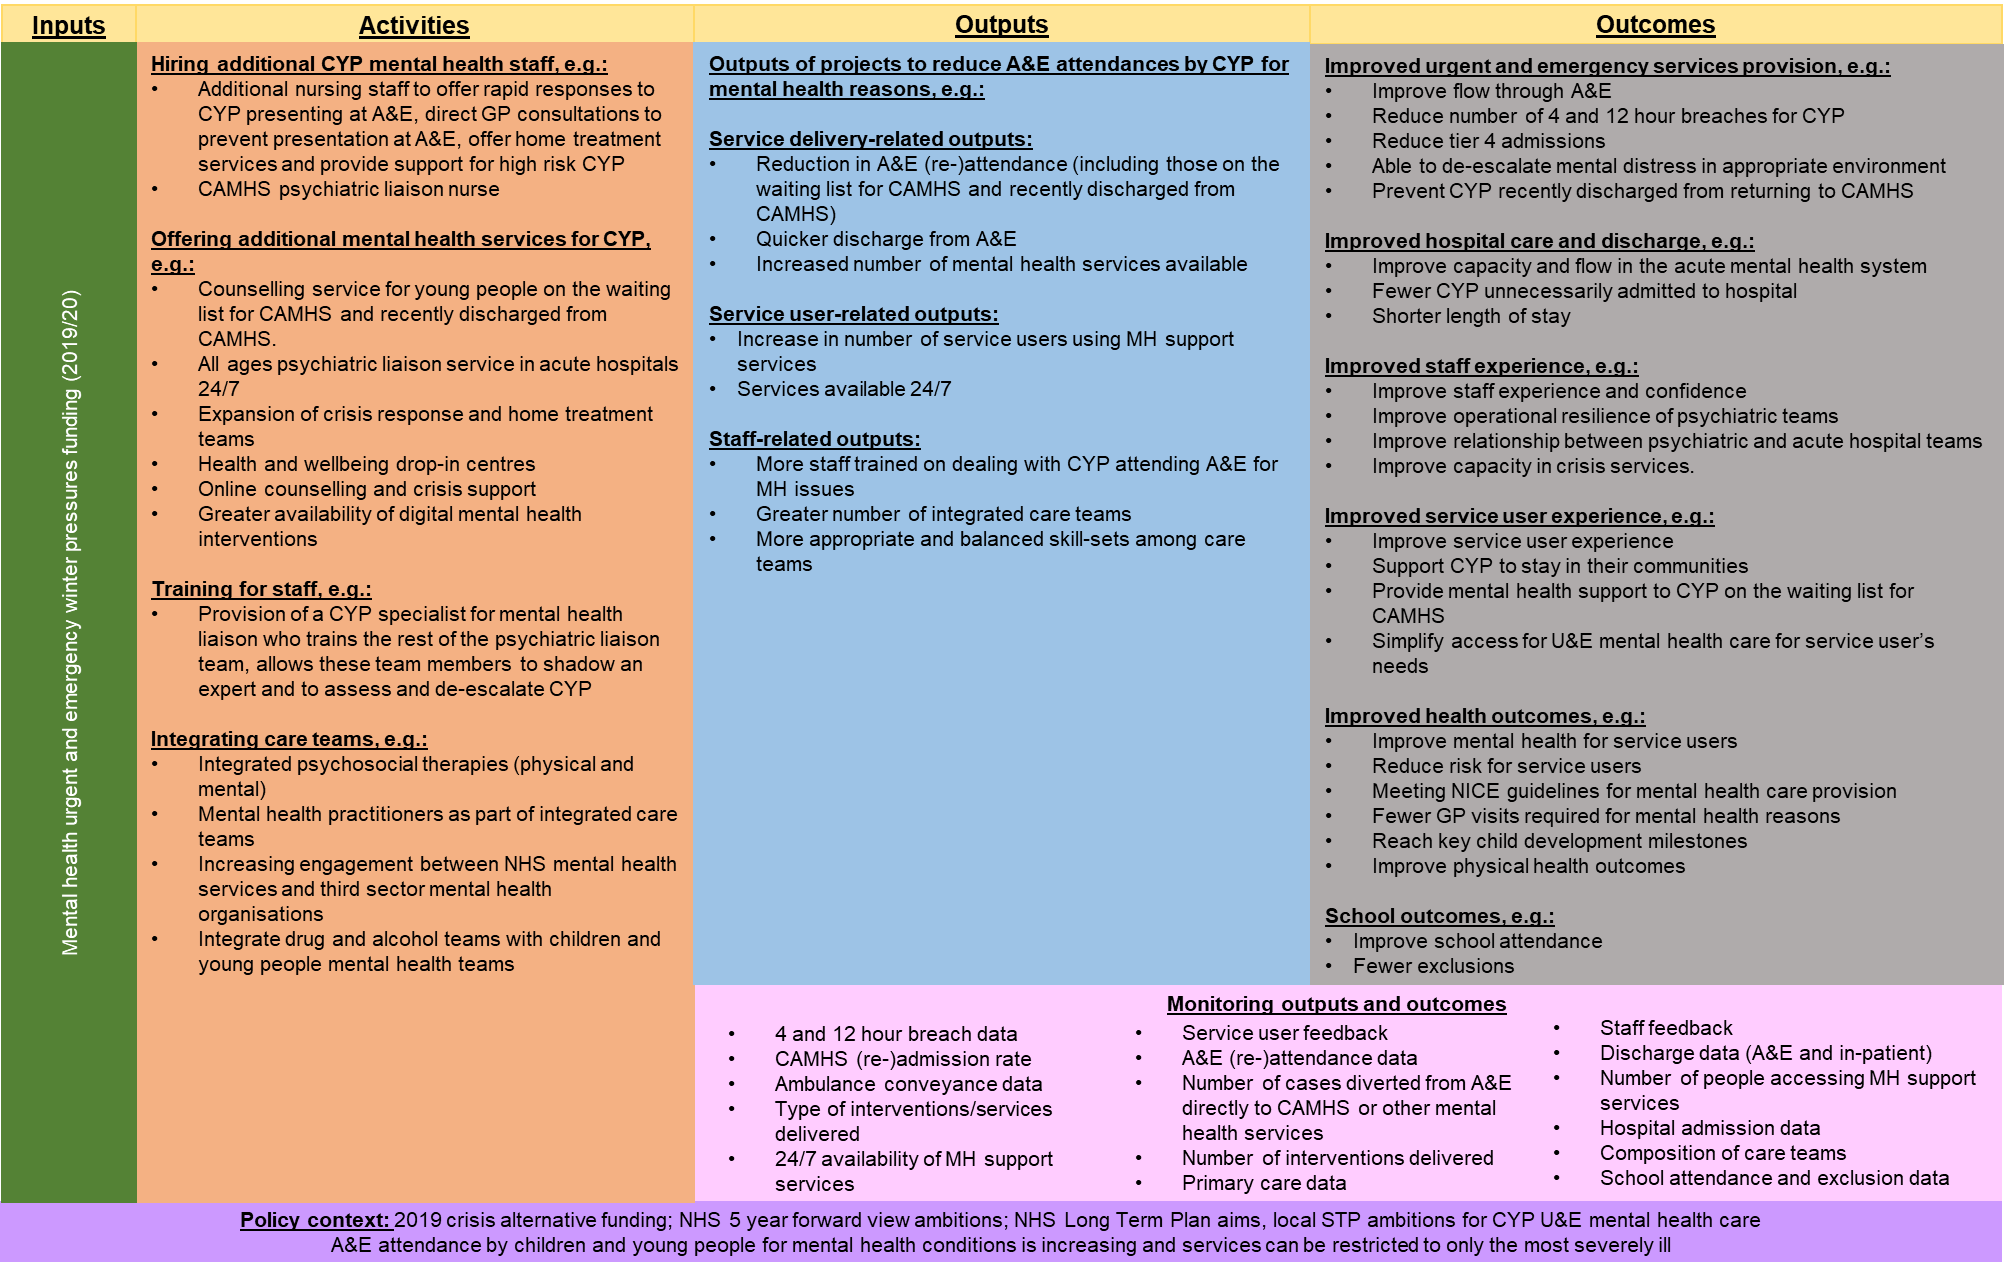 Inputs
Activities
Outputs
Outcomes
Mental health urgent and emergency winter pressures funding (2019/20)
Hiring additional CYP mental health staff, e.g.:
• Additional nursing staff to offer rapid responses to
CYP presenting at A&E, direct GP consultations to
prevent presentation at A&E, offer home treatment
services and provide support for high risk CYP
• CAMHS psychiatric liaison nurse
Offering additional mental health services for CYP,
e.g.:
• Counselling service for young people on the waiting
list for CAMHS and recently discharged from
CAMHS.
• All ages psychiatric liaison service in acute hospitals
24/7
• Expansion of crisis response and home treatment
teams
• Health and wellbeing drop-in centres
• Online counselling and crisis support
• Greater availability of digital mental health
interventions
Training for staff, e.g.:
• Provision of a CYP specialist for mental health
liaison who trains the rest of the psychiatric liaison
team, allows these team members to shadow an
expert and to assess and de-escalate CYP
Integrating care teams, e.g.:
• Integrated psychosocial therapies (physical and
mental)
• Mental health practitioners as part of integrated care
teams
• Increasing engagement between NHS mental health
services and third sector mental health
organisations
• Integrate drug and alcohol teams with children and
young people mental health teams
Outputs of projects to reduce A&E attendances by CYP for
mental health reasons, e.g.:
Service delivery-related outputs:
• Reduction in A&E (re-)attendance (including those on the
waiting list for CAMHS and recently discharged from
CAMHS)
• Quicker discharge from A&E
• Increased number of mental health services available
Service user-related outputs:
• Increase in number of service users using MH support
services
• Services available 24/7
Staff-related outputs:
• More staff trained on dealing with CYP attending A&E for
MH issues
• Greater number of integrated care teams
• More appropriate and balanced skill-sets among care
teams
Improved urgent and emergency services provision, e.g.:
• Improve flow through A&E
• Reduce number of 4 and 12 hour breaches for CYP
• Reduce tier 4 admissions
• Able to de-escalate mental distress in appropriate environment
• Prevent CYP recently discharged from returning to CAMHS
Improved hospital care and discharge, e.g.:
• Improve capacity and flow in the acute mental health system
• Fewer CYP unnecessarily admitted to hospital
• Shorter length of stay
Improved staff experience, e.g.:
• Improve staff experience and confidence
• Improve operational resilience of psychiatric teams
• Improve relationship between psychiatric and acute hospital teams
• Improve capacity in crisis services.
Improved service user experience, e.g.:
• Improve service user experience
• Support CYP to stay in their communities
• Provide mental health support to CYP on the waiting list for
CAMHS
• Simplify access for U&E mental health care for service user’s
needs
Improved health outcomes, e.g.:
• Improve mental health for service users
• Reduce risk for service users
• Meeting NICE guidelines for mental health care provision
• Fewer GP visits required for mental health reasons
• Reach key child development milestones
• Improve physical health outcomes
School outcomes, e.g.:
• Improve school attendance
• Fewer exclusions
Monitoring outputs and outcomes
• 4 and 12 hour breach data
• CAMHS (re-)admission rate
• Ambulance conveyance data
• Type of interventions/services
delivered
• 24/7 availability of MH support
services
• Service user feedback
• A&E (re-)attendance data
• Number of cases diverted from A&E
directly to CAMHS or other mental
health services
• Number of interventions delivered
• Primary care data
• Staff feedback
• Discharge data (A&E and in-patient)
• Number of people accessing MH support
services
• Hospital admission data
• Composition of care teams
• School attendance and exclusion data
Policy context: 2019 crisis alternative funding; NHS 5 year forward view ambitions; NHS Long Term Plan aims, local STP ambitions for CYP U&E mental health care
A&E attendance by children and young people for mental health conditions is increasing and services can be restricted to only the most severely ill